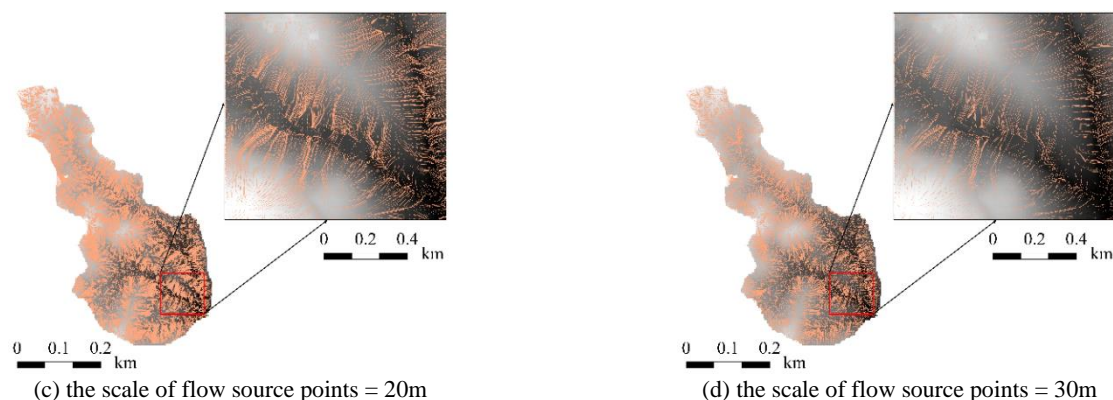 0 0.2 0.4
km
0 0.1 0.2
km
(c) the scale of flow source points = 20m
0 0.2 0.4
km
0 0.1 0.2
km
(d) the scale of flow source points = 30m